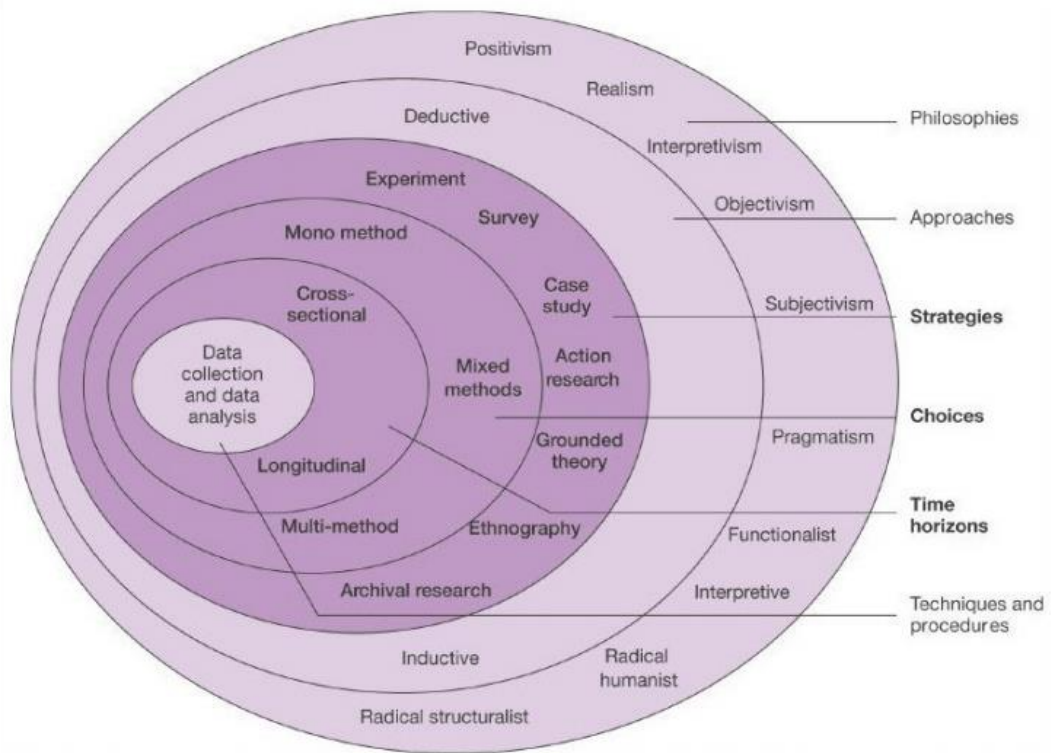 Positivism
Realism
Philosophies
Deductive
Interpretivism
Experiment
Objectivism
Approaches
Survey
Mono method
Case
study
Cross-
sectional
Subjectivism
Strategies
Data
collection
and data
analysis
Mixed
methods
Action
research
Choices
Pragmatism
Grounded
theory
Longitudinal
Time
horizons
Multi-method
Ethnography
Functionalist
Archival research
Interpretive
Techniques and
procedures
Inductive
Radical
humanist
Radical structuralist